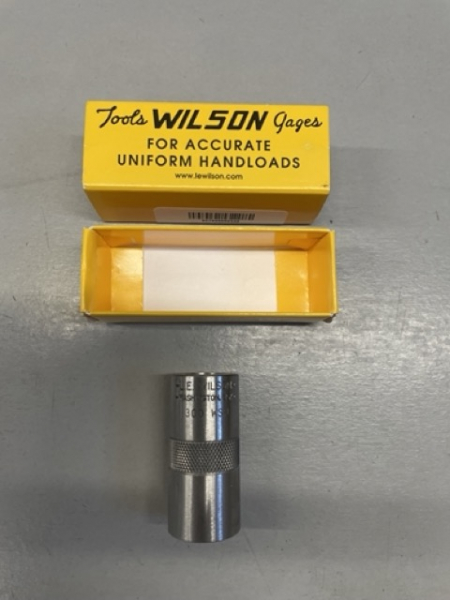 Tools WILSON Gages
FOR ACCURATE
UNIFORM HANDLOADS
www.lewilson.com